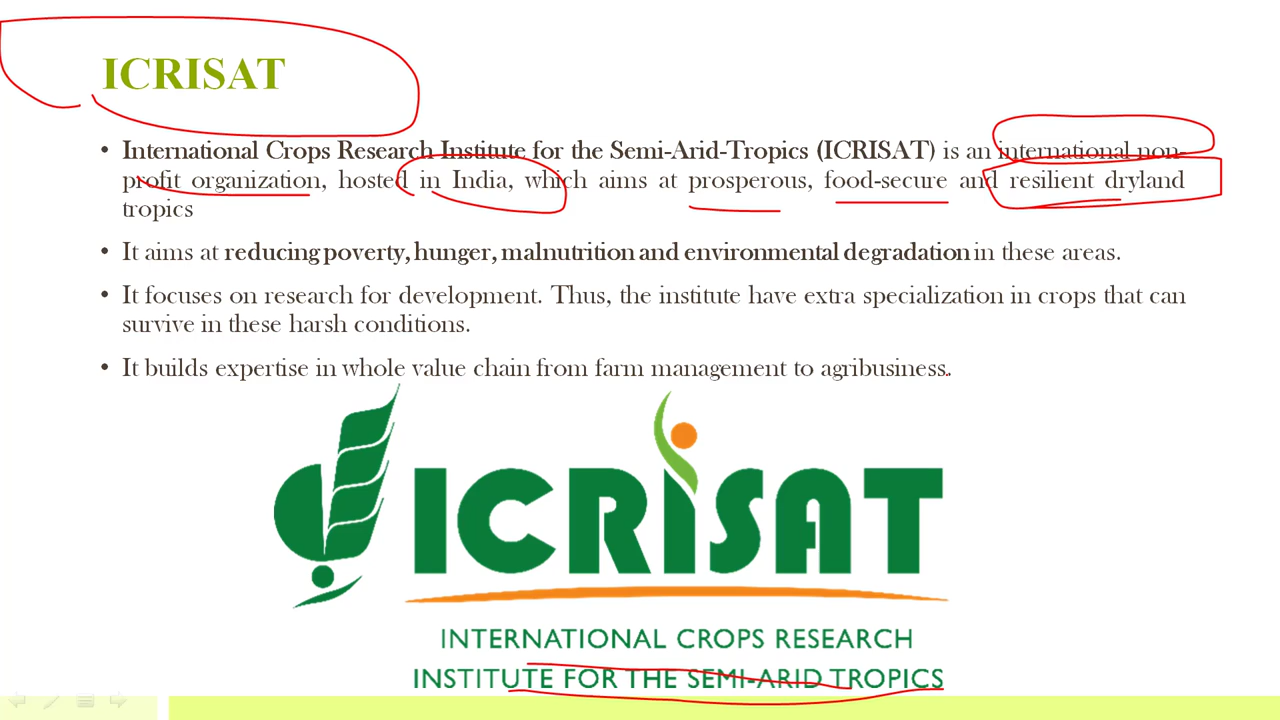 ICRISAT
• International Crops Research Institute for the Semi-Arid-Tropics (ICRISAT) is an international non-
profit organization, hosted in India, which aims at prosperous, food-secure and resilient dryland
tropics
• It aims at reducing poverty, hunger, malnutrition and environmental degradation in these areas.
• It focuses on research for development. Thus, the institute have extra specialization in crops that can
survive in these harsh conditions.
• It builds expertise in whole value chain from farm management to agribusiness..
ICRISAT
INTERNATIONAL CROPS RESEARCH
INSTITUTE FOR THE SEMI-ARID TROPICS